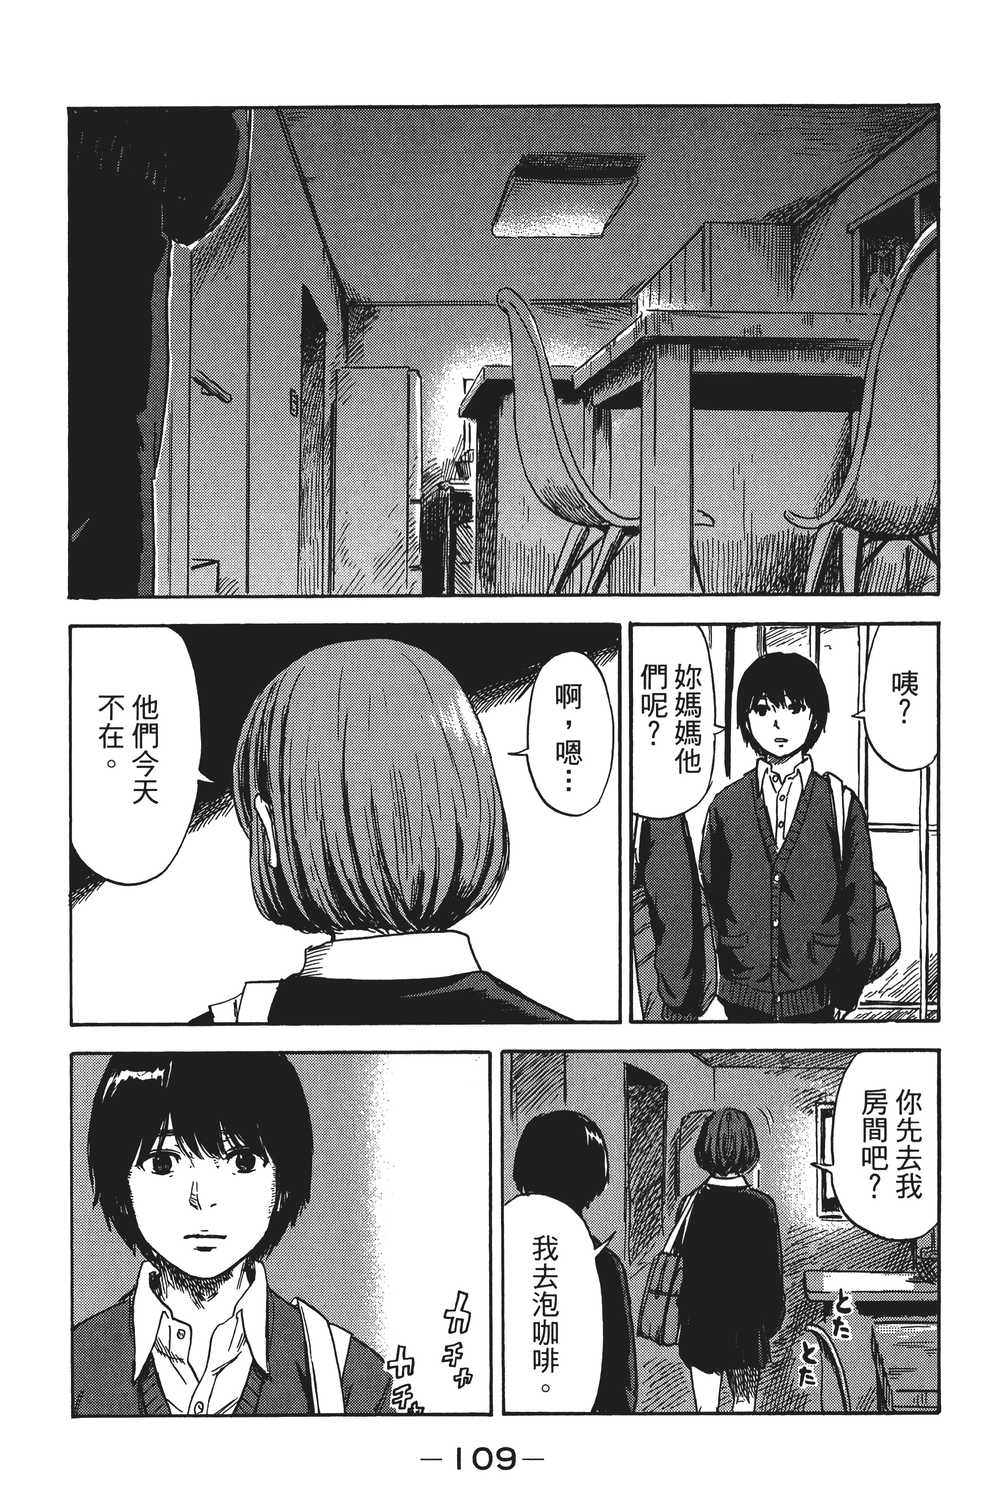 咦？
妳媽媽他
們呢？
啊，嗯…
他們今天
不在。
你先去我
房間吧？
我去泡咖啡。
とた
とた
カチャ
カチャ
—109—